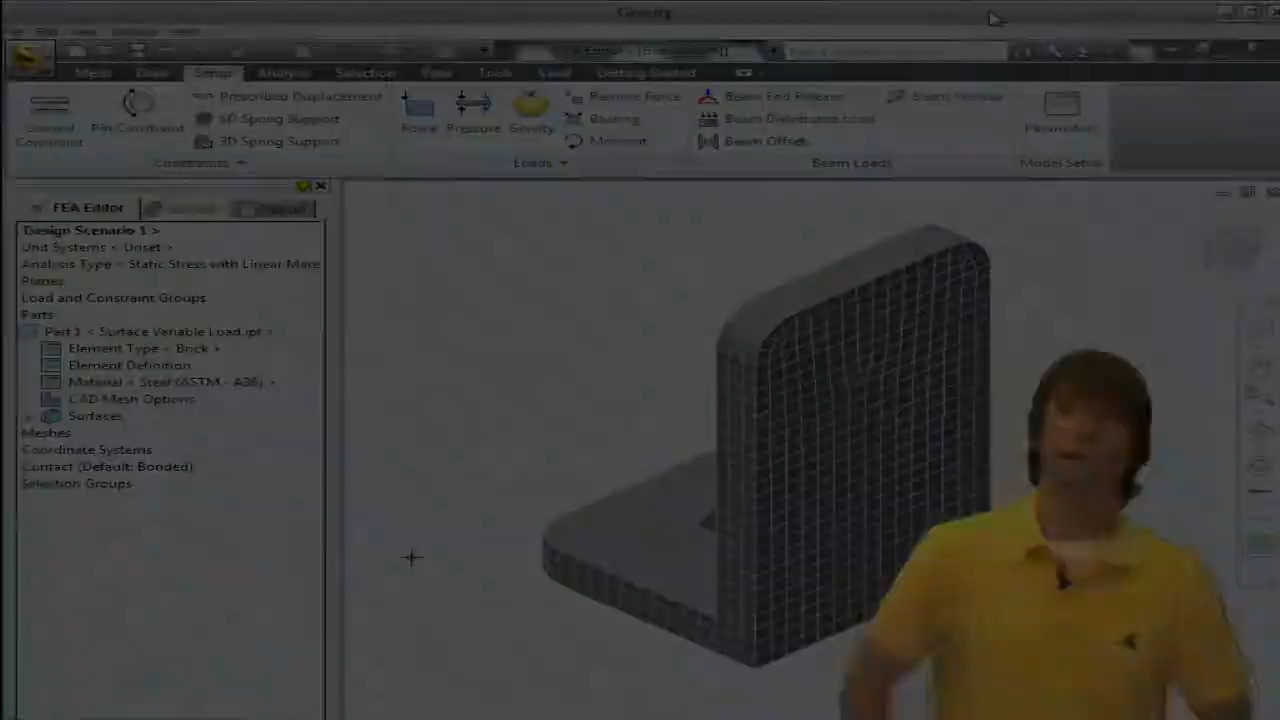 Gravity
Mesh Draw Setup Analysis Selection View Tools Getting Started
Prescribed Displacement
Remote Force
Beam End Release
General Constraint
Pin Constraint
1D Spring Support
Force Pressure Gravity
Bearing
Beam Distributed Load
Parameters
3D Spring Support
Moment
Beam Offset
Constraints
Loads
Beam Loads
Model Setup
FEA Editor
Design Scenario 1 >
Unit Systems < Unset >
Analysis Type < Static Stress with Linear Mate
Planes
Load and Constraint Groups
Parts
Part 1 < Surface Variable Load.ipt >
Element Type < Brick >
Element Definition
Material < Steel (ASTM - A36) >
CAD Mesh Options
Surfaces
Meshes
Coordinate Systems
Contact (Default: Bonded)
Selection Groups